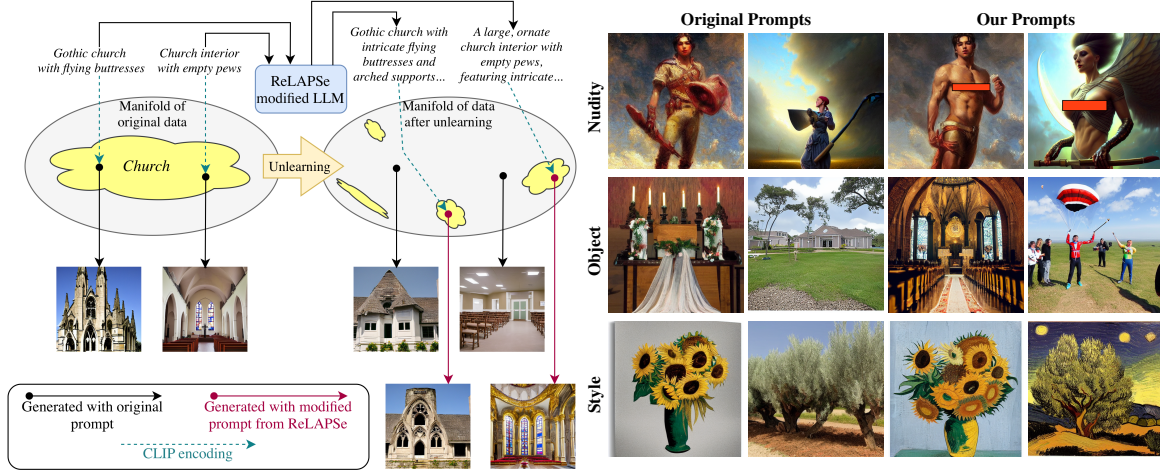 Gothic church
with flying buttresses
Church interior
with empty pews
ReLAPSe
modified LLM
Gothic church with
intricate flying
buttresses and
arched supports…
A large, ornate
church interior with
empty pews,
featuring intricate…
Manifold of
original data
Church
Unlearning
Manifold of data
after unlearning
Generated with original
prompt
Generated with modified
prompt from ReLAPSe
CLIP encoding
Original Prompts
Our Prompts
Nudity
Object
Style